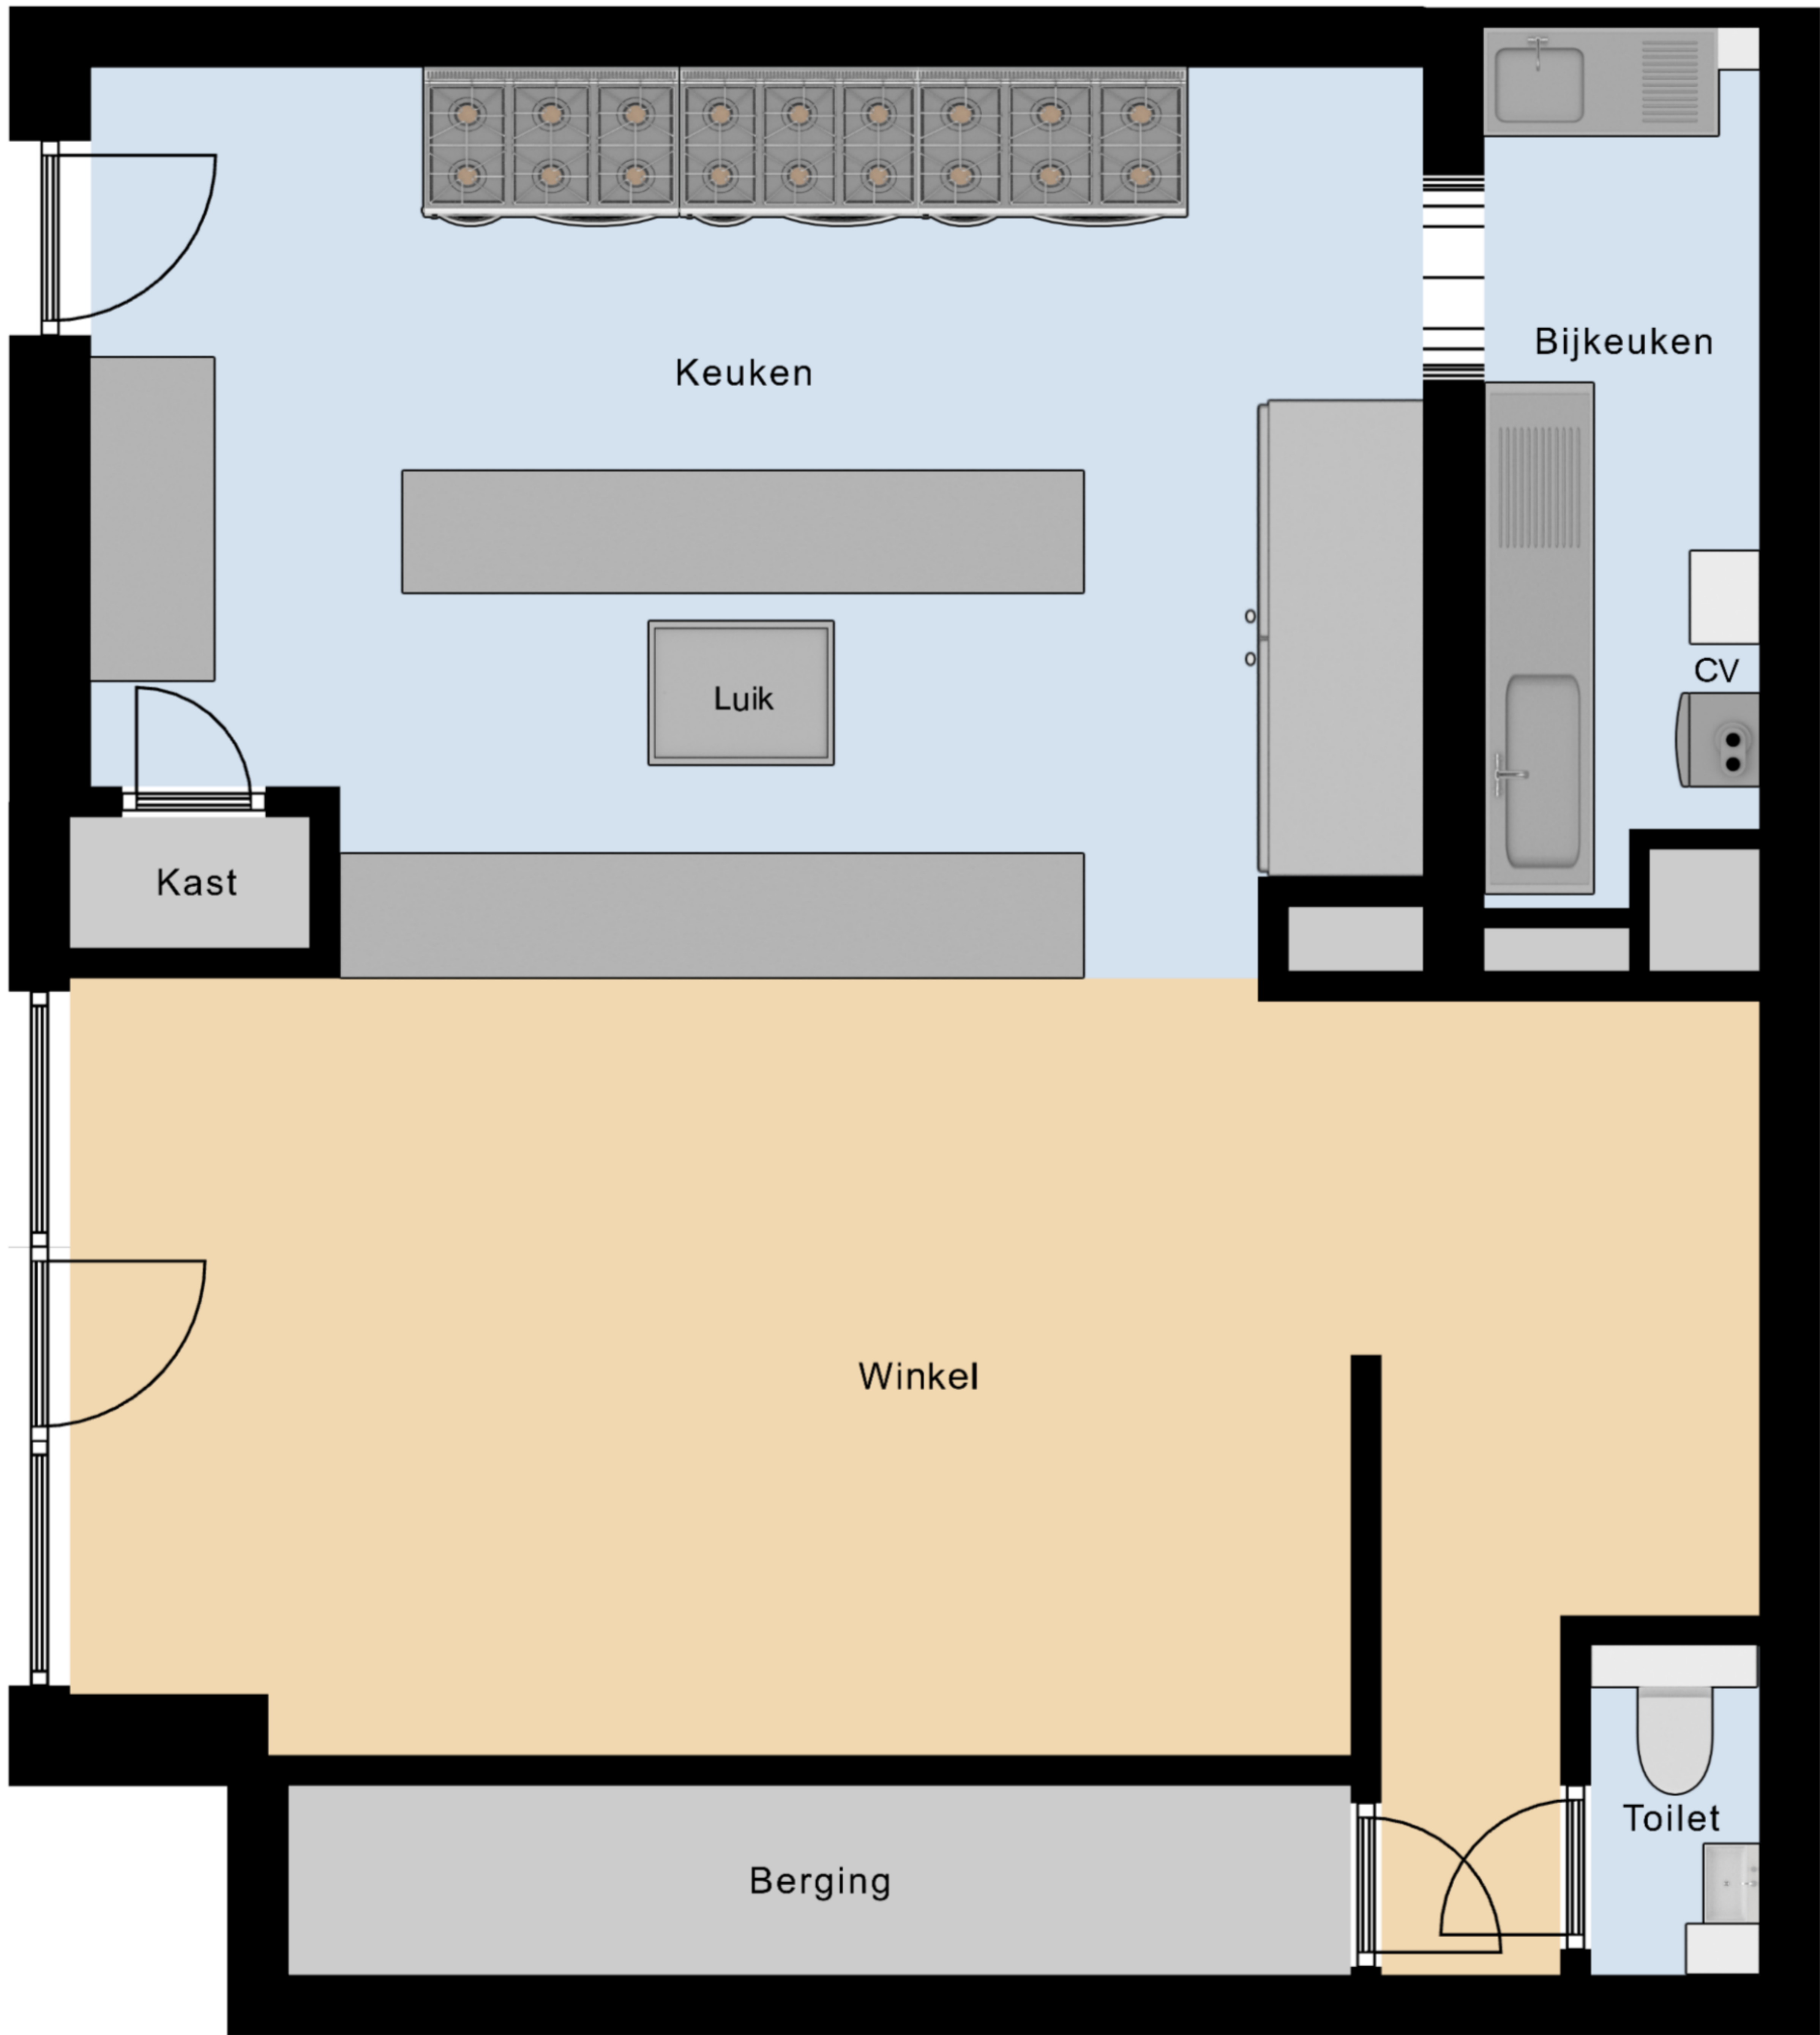 Bijkeuken
Keuken
CV
Luik
Kast
Winkel
Toilet
Berging